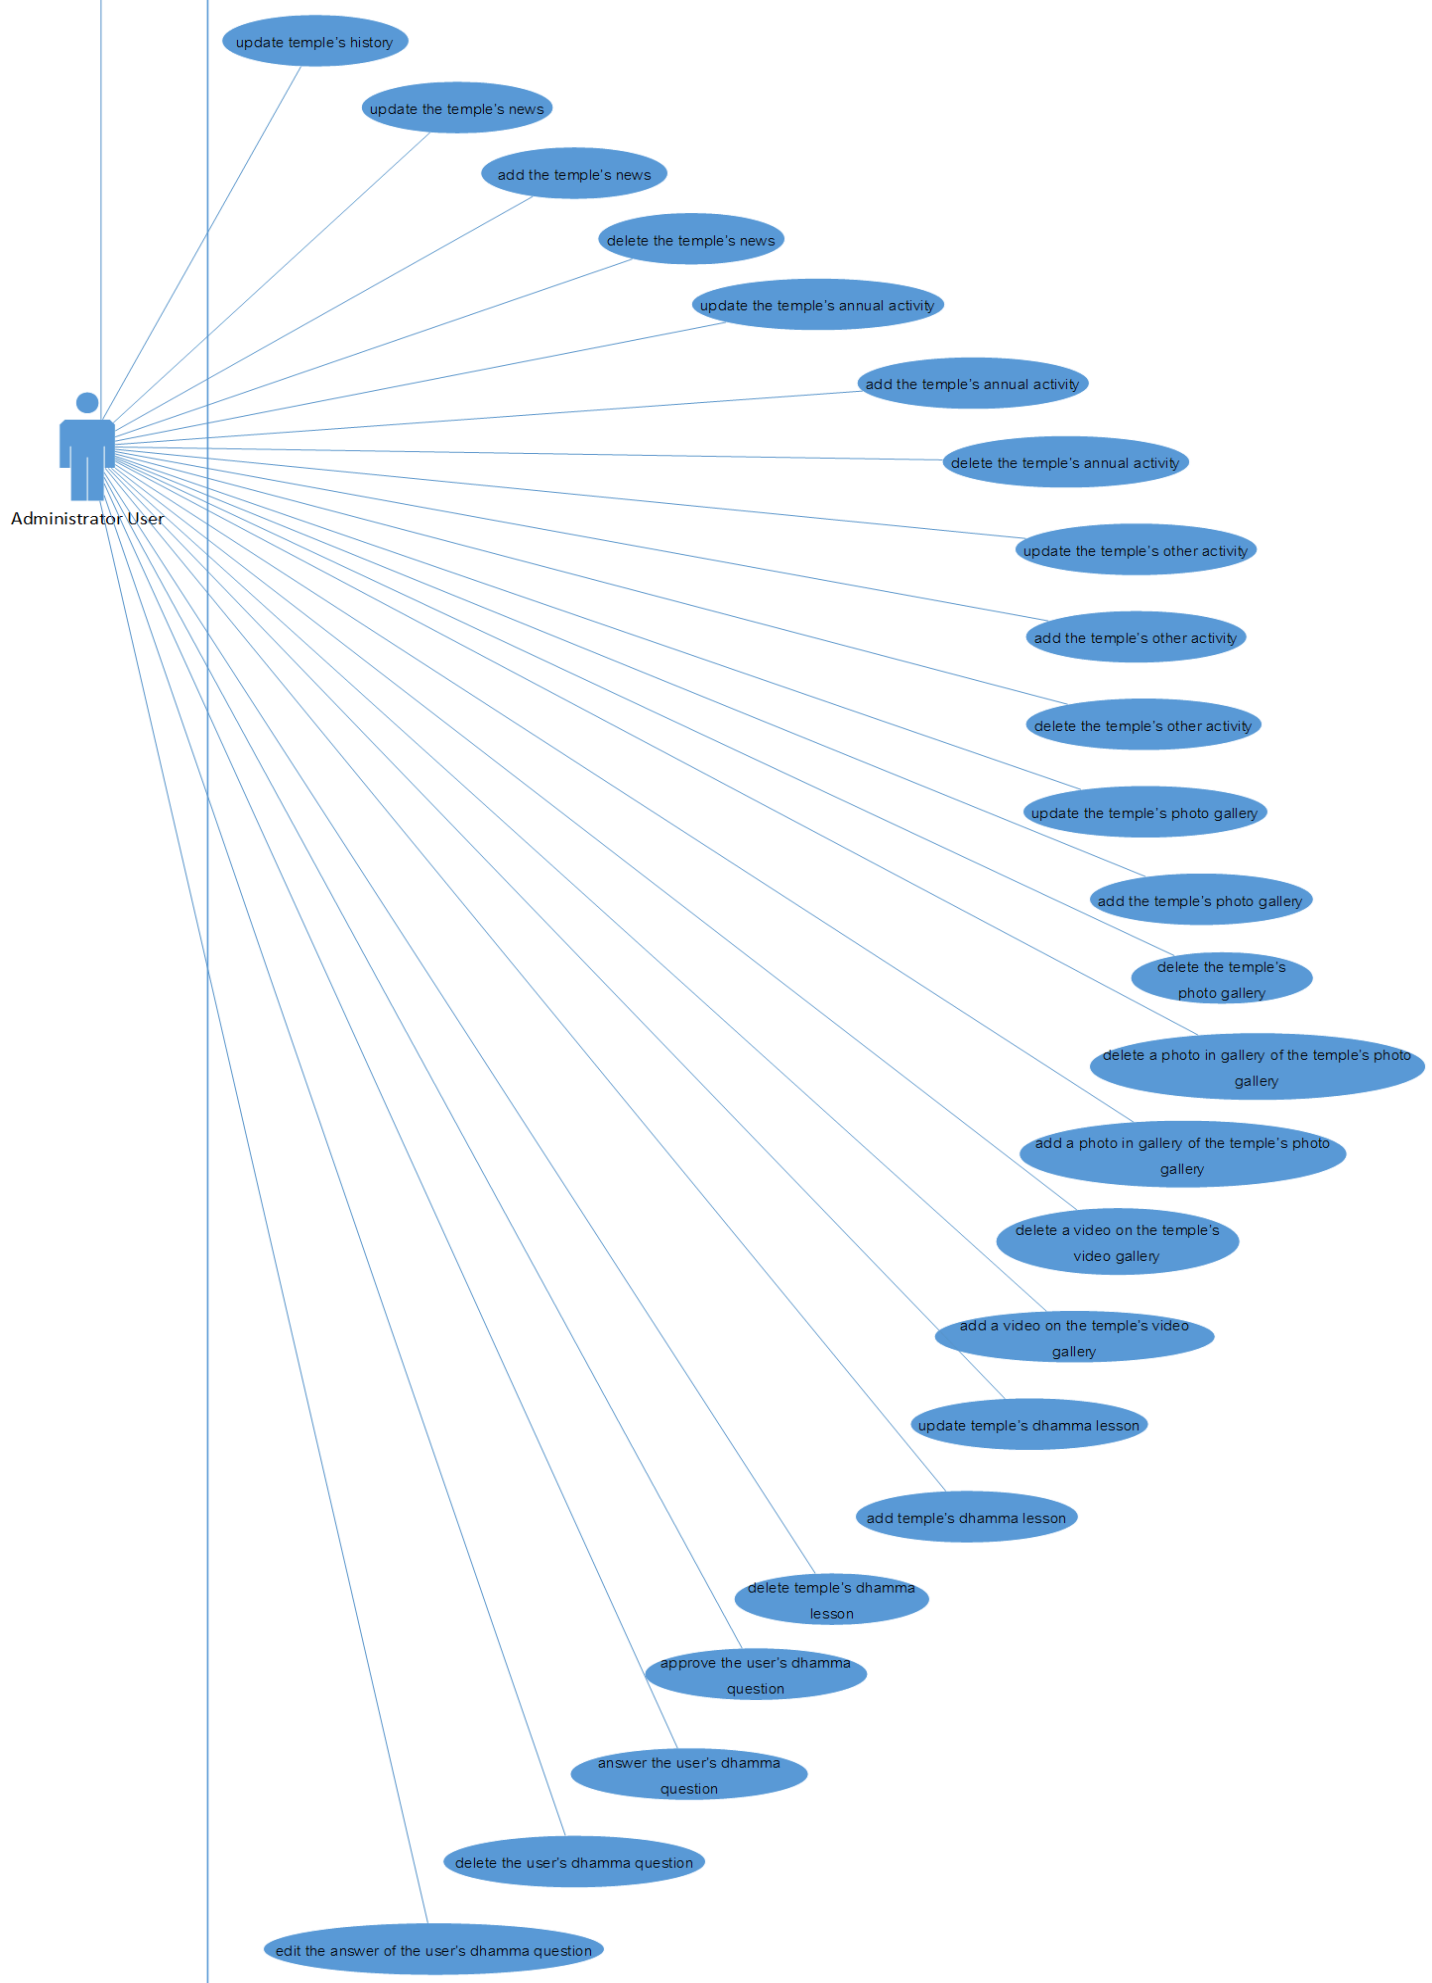 update temple's history
update the temple's news
add the temple's news
delete the temple's news
update the temple's annual activity
add the temple's annual activity
delete the temple's annual activity
Administrator User
update the temple's other activity
add the temple's other activity
delete the temple's other activity
update the temple's photo gallery
add the temple's photo gallery
delete the temple's
photo gallery
delete a photo in gallery of the temple's photo
gallery
add a photo in gallery of the temple's photo
gallery
delete a video on the temple's
video gallery
add a video on the temple's video
gallery
update temple's dhamma lesson
add temple's dhamma lesson
delete temple's dhamma
lesson
approve the user's dhamma
question
answer the user's dhamma
question
delete the user's dhamma question
edit the answer of the user's dhamma question